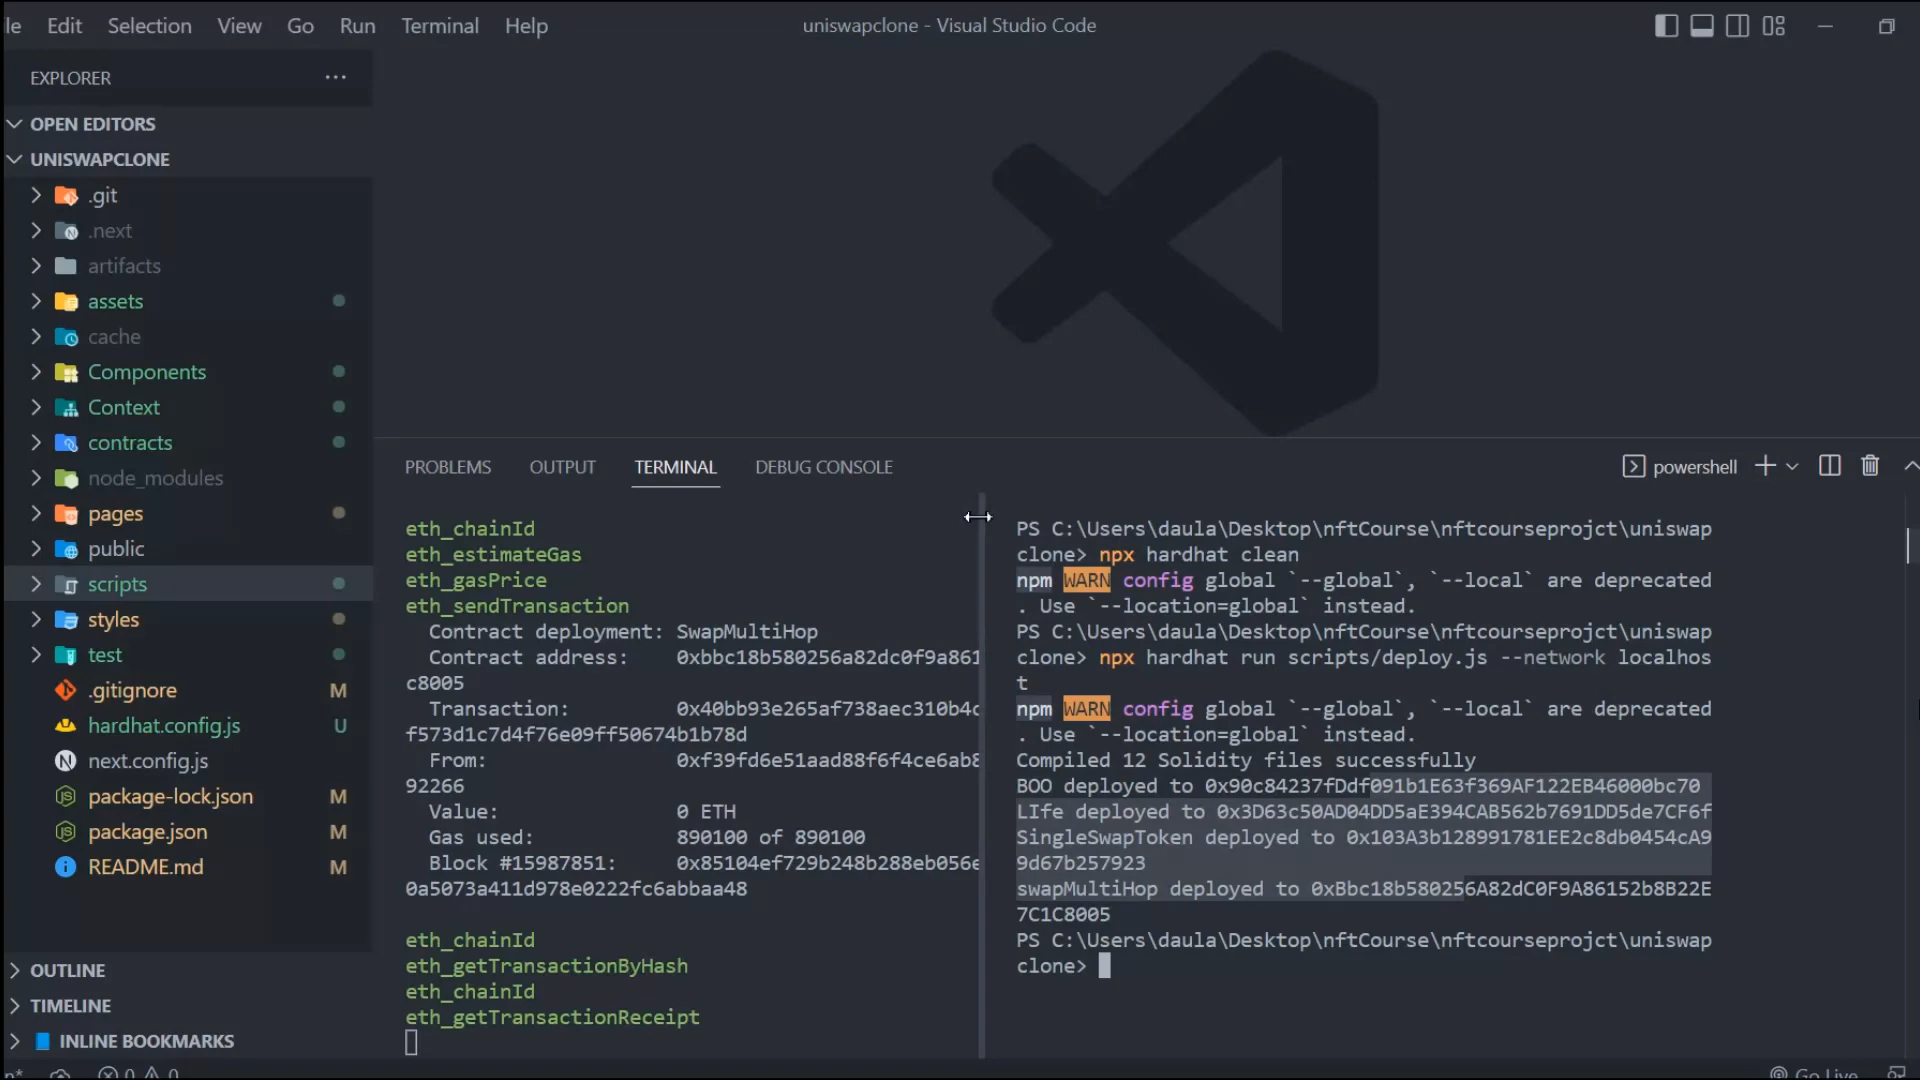 le Edit Selection View Go Run Terminal Help uniswapclone - Visual Studio Code
EXPLORER ...
OPEN EDITORS
UNISWAPCLONE
.git
.next
artifacts
assets
cache
Components
Context
contracts
node_modules
pages
public
scripts
styles
test
.gitignore M
hardhat.config.js U
next.config.js
package-lock.json M
package.json M
README.md M
OUTLINE
TIMELINE
INLINE BOOKMARKS
PROBLEMS OUTPUT TERMINAL DEBUG CONSOLE powershell
eth_chainId
eth_estimateGas
eth_gasPrice
eth_sendTransaction
Contract deployment: SwapMultiHop
Contract address: 0xbbc18b580256a82dc0f9a861
c8005
Transaction: 0x40bb93e265af738aec310b4c
f573d1c7d4f76e09ff50674b1b78d
From: 0xf39fd6e51aad88f6f4ce6ab8
92266
Value: 0 ETH
Gas used: 890100 of 890100
Block #15987851: 0x85104ef729b248b288eb056e
0a5073a411d978e0222fc6abbaa48
eth_chainId
eth_getTransactionByHash
eth_chainId
eth_getTransactionReceipt
PS C:\Users\daula\Desktop\nftCourse\nftcourseprojct\uniswap
clone> npx hardhat clean
npm WARN config global `--global`, `--local` are deprecated
. Use `--location=global` instead.
PS C:\Users\daula\Desktop\nftCourse\nftcourseprojct\uniswap
clone> npx hardhat run scripts/deploy.js --network localhos
t
npm WARN config global `--global`, `--local` are deprecated
. Use `--location=global` instead.
Compiled 12 Solidity files successfully
BOO deployed to 0x90c84237fDdf091b1E63f369AF122EB46000bc70
LIfe deployed to 0x3D63c50AD04DD5aE394CAB562b7691DD5de7CF6f
SingleSwapToken deployed to 0x103A3b128991781EE2c8db0454cA9
9d67b257923
swapMultiHop deployed to 0xBbc18b580256A82dC0F9A86152b8B22E
7C1C8005
PS C:\Users\daula\Desktop\nftCourse\nftcourseprojct\uniswap
clone>
0 0 Go Live